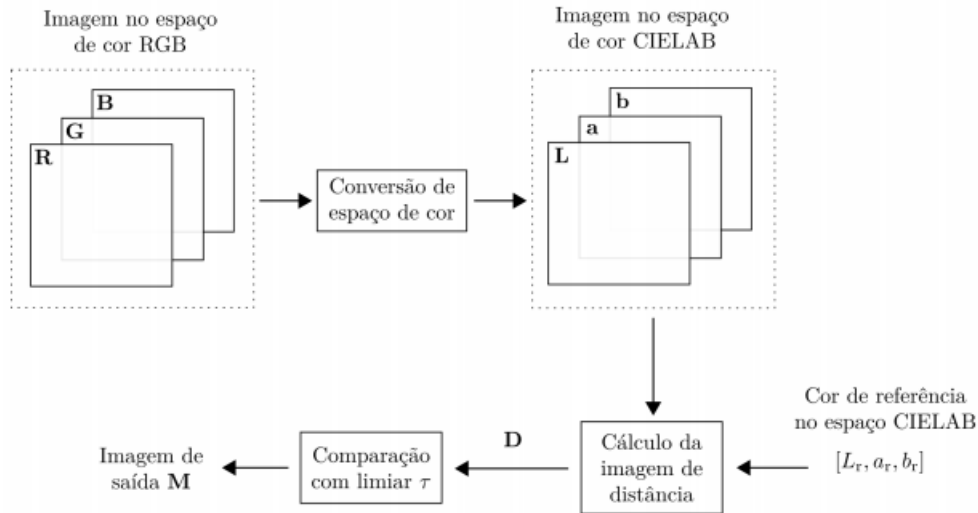 Imagem no espaço
de cor RGB
B
G
R
Conversão de
espaço de cor
Imagem no espaço
de cor CIELAB
b
a
L
Cor de referência
no espaço CIELAB
[L_r, a_r, b_r]
Cálculo da
imagem de
distância
D
Comparação
com limiar τ
Imagem de
saída M